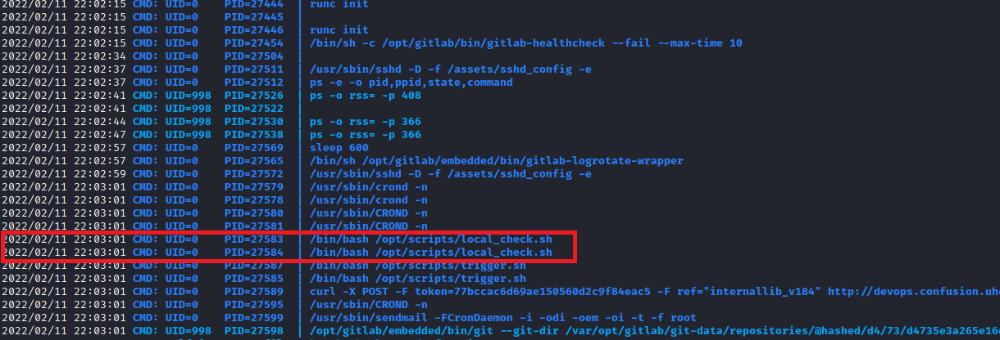 2022/02/11 22:02:15 CMD: UID=0 PID=27444 | runc init
2022/02/11 22:02:15 CMD: UID=0 PID=27445 |
2022/02/11 22:02:15 CMD: UID=0 PID=27446 | runc init
2022/02/11 22:02:15 CMD: UID=0 PID=27454 | /bin/sh -c /opt/gitlab/bin/gitlab-healthcheck --fail --max-time 10
2022/02/11 22:02:34 CMD: UID=0 PID=27504 |
2022/02/11 22:02:37 CMD: UID=0 PID=27511 | /usr/sbin/sshd -D -f /assets/sshd_config -e
2022/02/11 22:02:37 CMD: UID=0 PID=27512 | ps -e -o pid,ppid,state,command
2022/02/11 22:02:41 CMD: UID=998 PID=27526 | ps -o rss= -p 408
2022/02/11 22:02:41 CMD: UID=998 PID=27522 |
2022/02/11 22:02:44 CMD: UID=998 PID=27530 | ps -o rss= -p 366
2022/02/11 22:02:47 CMD: UID=998 PID=27538 | ps -o rss= -p 366
2022/02/11 22:02:57 CMD: UID=0 PID=27569 | sleep 600
2022/02/11 22:02:57 CMD: UID=0 PID=27565 | /bin/sh /opt/gitlab/embedded/bin/gitlab-logrotate-wrapper
2022/02/11 22:02:59 CMD: UID=0 PID=27572 | /usr/sbin/sshd -D -f /assets/sshd_config -e
2022/02/11 22:03:01 CMD: UID=0 PID=27579 | /usr/sbin/crond -n
2022/02/11 22:03:01 CMD: UID=0 PID=27578 | /usr/sbin/crond -n
2022/02/11 22:03:01 CMD: UID=0 PID=27580 | /usr/sbin/CROND -n
2022/02/11 22:03:01 CMD: UID=0 PID=27581 | /usr/sbin/CROND -n
2022/02/11 22:03:01 CMD: UID=0 PID=27583 | /bin/bash /opt/scripts/local_check.sh
2022/02/11 22:03:01 CMD: UID=0 PID=27584 | /bin/bash /opt/scripts/local_check.sh
2022/02/11 22:03:01 CMD: UID=0 PID=27587 | /bin/bash /opt/scripts/trigger.sh
2022/02/11 22:03:01 CMD: UID=0 PID=27585 | /bin/bash /opt/scripts/trigger.sh
2022/02/11 22:03:01 CMD: UID=0 PID=27589 | curl -X POST -F token=77bccac6d69ae150560d2c9f84eac5 -F ref="internallib_v184" http://devops.confusion.uho
2022/02/11 22:03:01 CMD: UID=0 PID=27595 | /usr/sbin/CROND -n
2022/02/11 22:03:01 CMD: UID=0 PID=27599 | /usr/sbin/sendmail -FCronDaemon -i -odi -oem -oi -t -f root
2022/02/11 22:03:01 CMD: UID=998 PID=27598 | /opt/gitlab/embedded/bin/git --git-dir /var/opt/gitlab/git-data/repositories/@hashed/d4/73/d4735e3a265e16